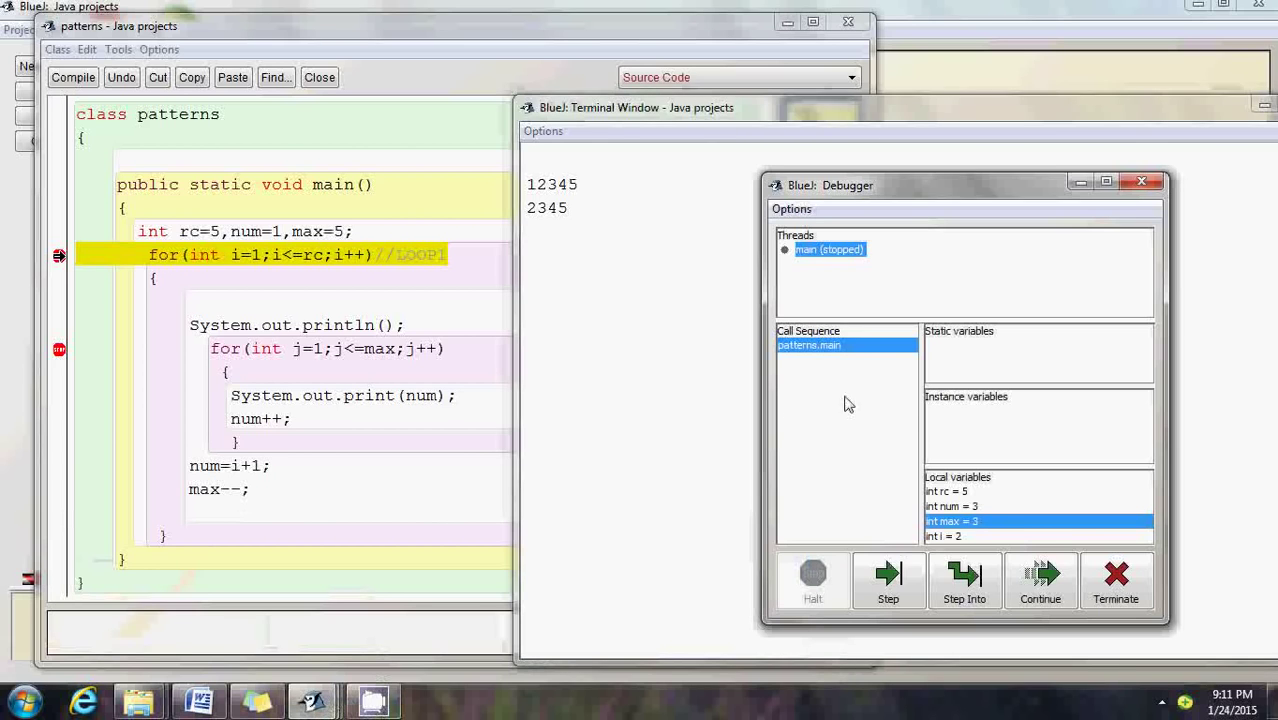 BlueJ: Java projects
patterns - Java projects
Class Edit Tools Options
Compile Undo Cut Copy Paste Find... Close Source Code
class patterns
{
public static void main()
{
int rc=5,num=1,max=5;
for(int i=1;i<=rc;i++)//LOOP1
{
System.out.println();
for(int j=1;j<=max;j++)
{
System.out.print(num);
num++;
}
num=i+1;
max--;
}
}
}
BlueJ: Terminal Window - Java projects
Options
12345
2345
BlueJ: Debugger
Options
Threads
main (stopped)
Call Sequence
patterns.main
Static variables
Instance variables
Local variables
int rc = 5
int num = 3
int max = 3
int i = 2
Halt Step Step Into Continue Terminate
9:11 PM
1/24/2015